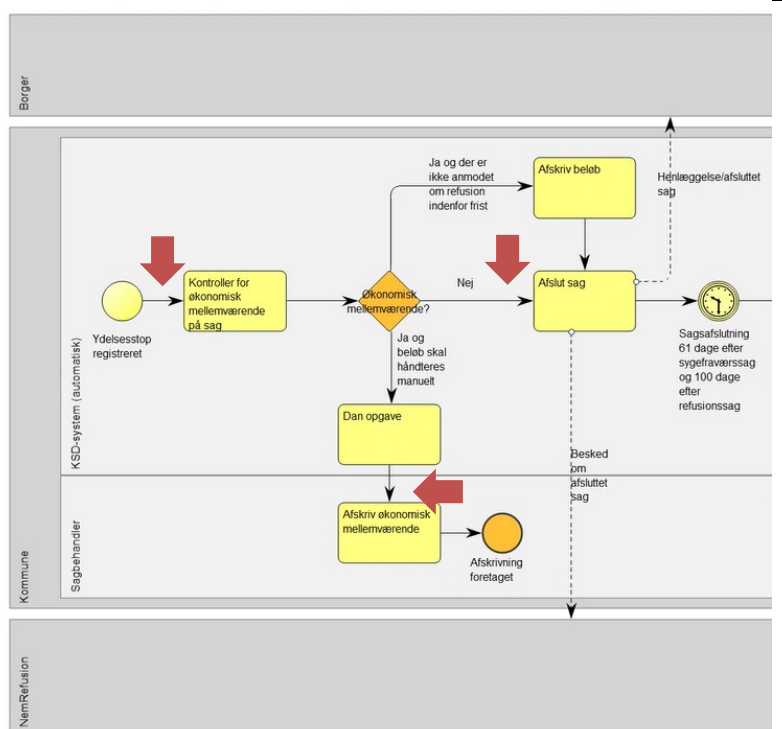 Borger
Kommune
KSD-system (automatisk)
Ydelsesstop
registreret
Kontroller for
økonomisk
mellemværende
på sag
Økonomisk
mellemværende?
Ja og der er
ikke anmodet
om refusion
indenfor frist
Afskriv beløb
Nej
Afslut sag
Henlæggelse/afsluttet
sag
Sagsafslutning
61 dage efter
sygefraværssag
og 100 dage
efter
refusionssag
Ja og
beløb skal
håndteres
manuelt
Dan opgave
Besked
om
afsluttet
sag
Sagbehandler
Afskriv økonomisk
mellemværende
Afskrivning
foretaget
NemRefusion